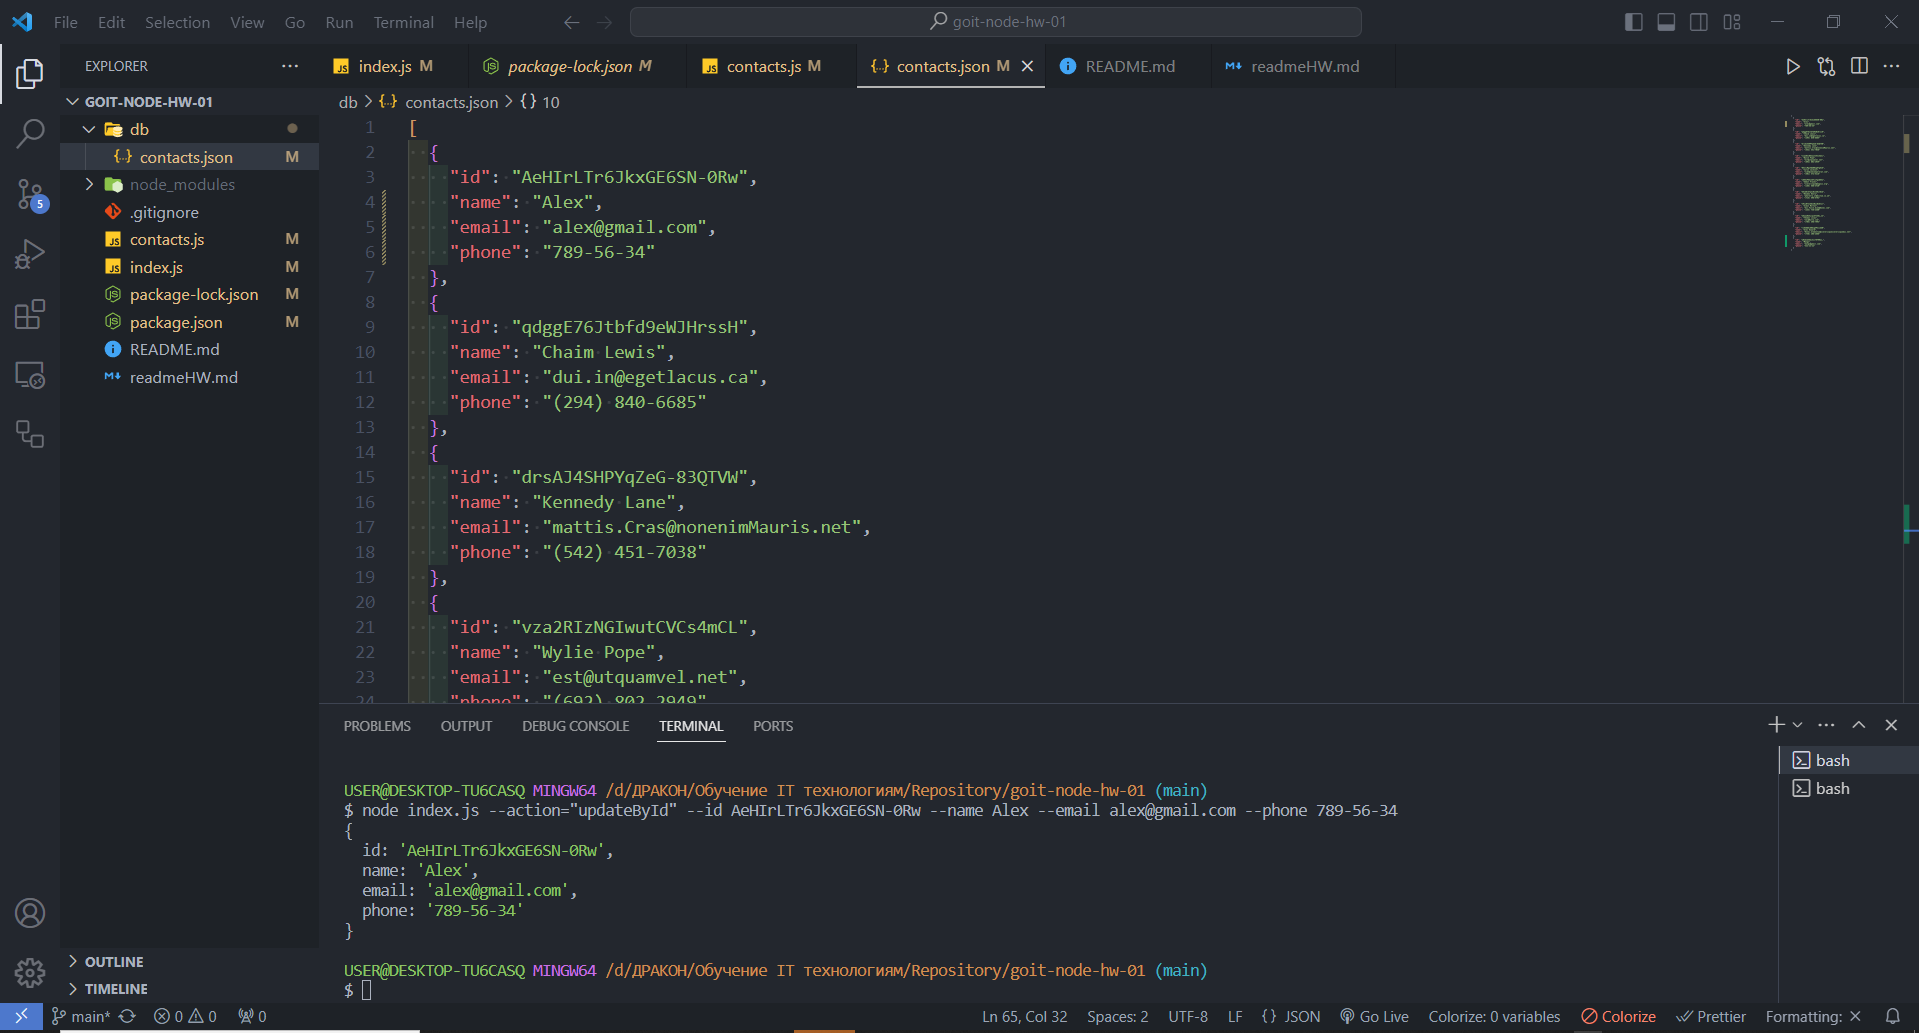 File Edit Selection View Go Run Terminal Help
goit-node-hw-01
EXPLORER
index.js M
package-lock.json M
contacts.js M
contacts.json M
README.md
readmeHW.md
GOIT-NODE-HW-01
db
contacts.json M
node_modules
.gitignore
contacts.js M
index.js M
package-lock.json M
package.json M
README.md
readmeHW.md
5
OUTLINE
TIMELINE
db > contacts.json > {} 10
1 [
2 {
3 "id": "AeHIrLTr6JkxGE6SN-0Rw",
4 "name": "Alex",
5 "email": "alex@gmail.com",
6 "phone": "789-56-34"
7 },
8 {
9 "id": "qdggE76Jtbfd9eWJHrssH",
10 "name": "Chaim Lewis",
11 "email": "dui.in@egetlacus.ca",
12 "phone": "(294) 840-6685"
13 },
14 {
15 "id": "drsAJ4SHPYqZeG-83QTVW",
16 "name": "Kennedy Lane",
17 "email": "mattis.Cras@nonenimMauris.net",
18 "phone": "(542) 451-7038"
19 },
20 {
21 "id": "vza2RIzNGIwutCVCs4mCL",
22 "name": "Wylie Pope",
23 "email": "est@utquamvel.net",
24 "phone": "(692) 802-2949"
PROBLEMS OUTPUT DEBUG CONSOLE TERMINAL PORTS
bash
bash
USER@DESKTOP-TU6CASQ MINGW64 /d/ДРАКОН/Обучение IT технологиям/Repository/goit-node-hw-01 (main)
$ node index.js --action="updateById" --id AeHIrLTr6JkxGE6SN-0Rw --name Alex --email alex@gmail.com --phone 789-56-34
{
id: 'AeHIrLTr6JkxGE6SN-0Rw',
name: 'Alex',
email: 'alex@gmail.com',
phone: '789-56-34'
}
USER@DESKTOP-TU6CASQ MINGW64 /d/ДРАКОН/Обучение IT технологиям/Repository/goit-node-hw-01 (main)
$
main* 0 0 0 Ln 65, Col 32 Spaces: 2 UTF-8 LF {} JSON Go Live Colorize: 0 variables Colorize Prettier Formatting: ×